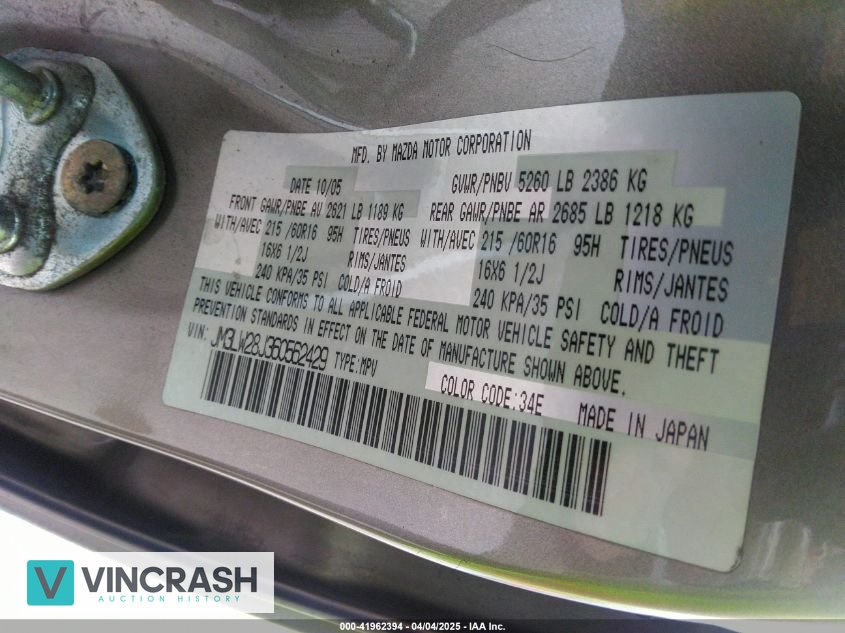 MFD. BY MAZDA MOTOR CORPORATION
DATE 10/05 GVWR/PNBV 5260 LB 2386 KG
FRONT GAWR/PNBE AV 2621 LB 1189 KG REAR GAWR/PNBE AR 2685 LB 1218 KG
WITH/AVEC 215 /60R16 95H TIRES/PNEUS WITH/AVEC 215 /60R16 95H TIRES/PNEUS
16X6 1/2J RIMS/JANTES 16X6 1/2J RIMS/JANTES
240 KPA/35 PSI COLD/A FROID 240 KPA/35 PSI COLD/A FROID
THIS VEHICLE CONFORMS TO ALL APPLICABLE FEDERAL MOTOR VEHICLE SAFETY AND THEFT
PREVENTION STANDARDS IN EFFECT ON THE DATE OF MANUFACTURE SHOWN ABOVE.
VIN: JM3LW28J360562429 TYPE:MPV
COLOR CODE:34E MADE IN JAPAN
V VINCRASH
AUCTION HISTORY
000-41962394 - 04/04/2025 - IAA Inc.